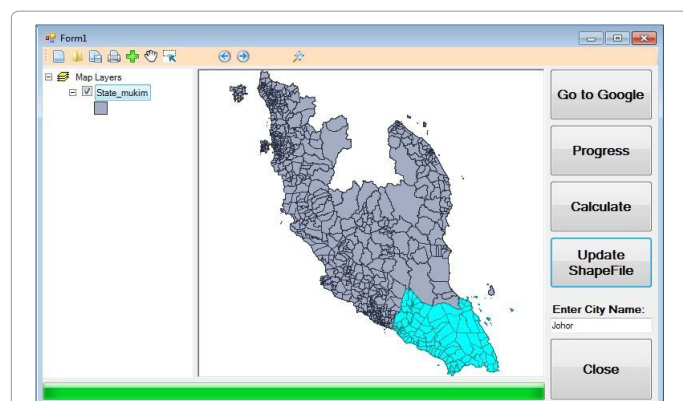 Form1
Map Layers
State_mukim
Go to Google
Progress
Calculate
Update
ShapeFile
Enter City Name:
Johor
Close